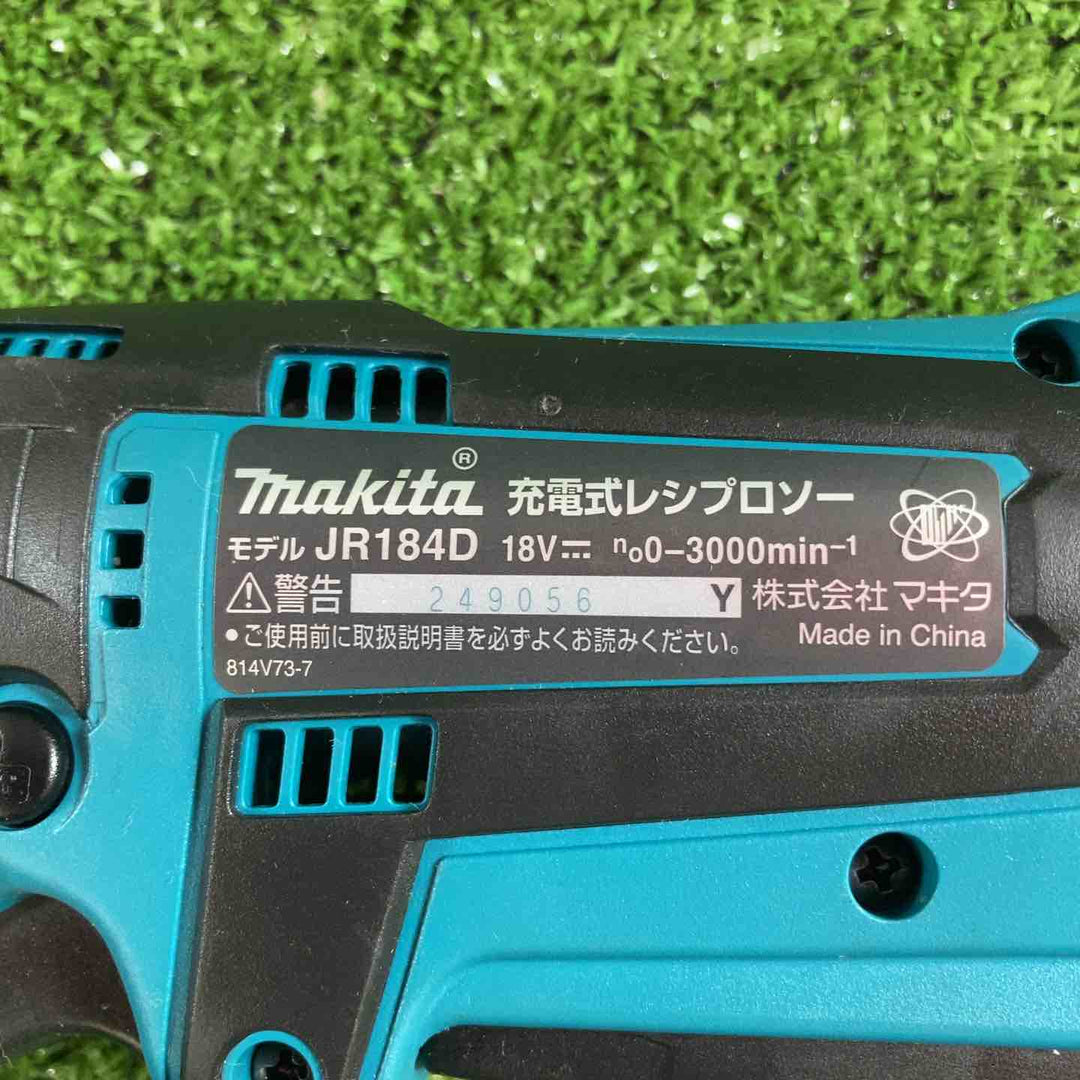 makita® 充電式レシプロソー
モデル JR184D 18V⎓ no0-3000min-1
⚠警告 249056 Y 株式会社 マキタ
•ご使用前に取扱説明書を必ずよくお読みください。 Made in China
814V73-7